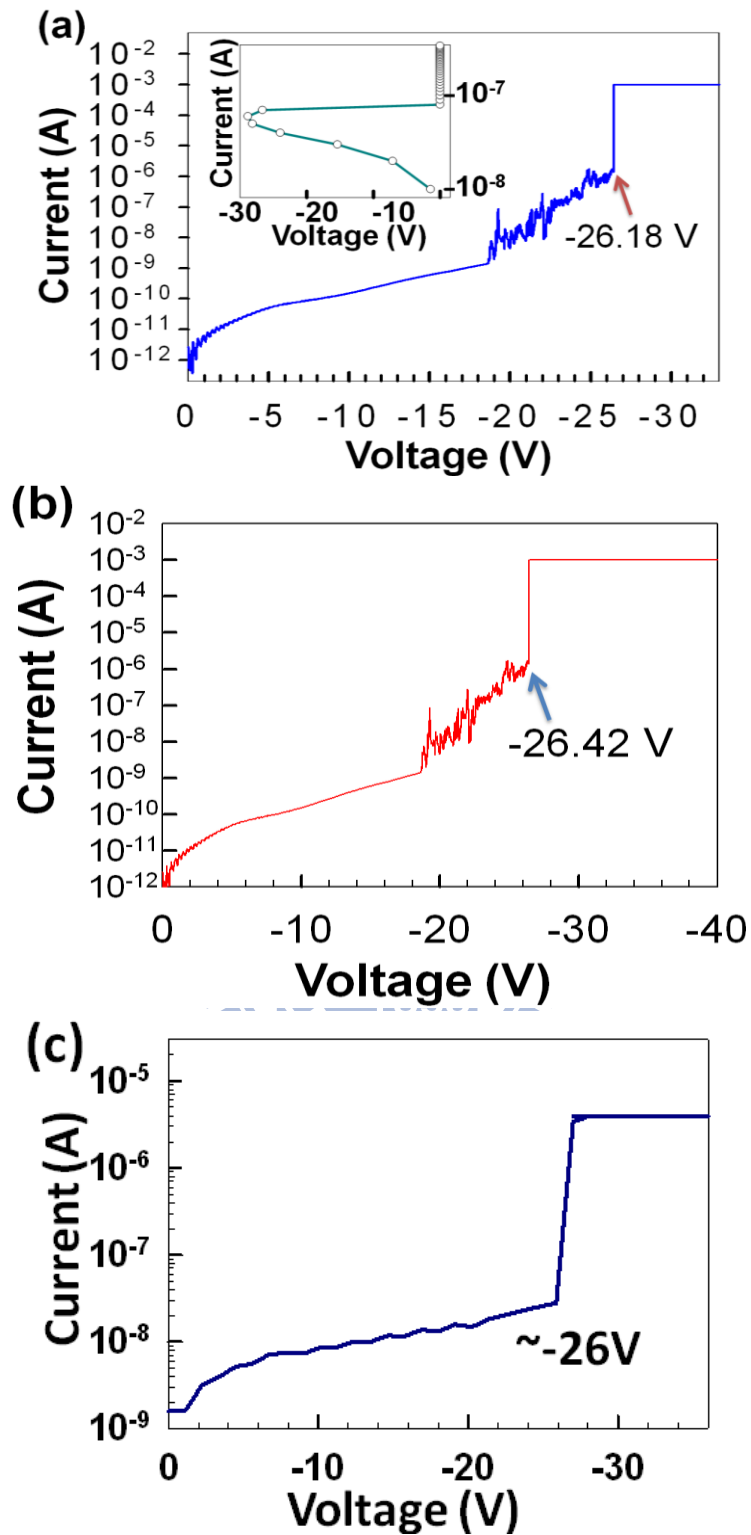 (a)
Current (A)
10⁻²
10⁻³
10⁻⁴
10⁻⁵
10⁻⁶
10⁻⁷
10⁻⁸
10⁻⁹
10⁻¹⁰
10⁻¹¹
10⁻¹²
Current (A)
10⁻⁷
10⁻⁸
-30 -20 -10 0
Voltage (V)
-26.18 V
0 -5 -10 -15 -20 -25 -30
Voltage (V)
(b)
Current (A)
10⁻²
10⁻³
10⁻⁴
10⁻⁵
10⁻⁶
10⁻⁷
10⁻⁸
10⁻⁹
10⁻¹⁰
10⁻¹¹
10⁻¹²
-26.42 V
0 -10 -20 -30 -40
Voltage (V)
(c)
Current (A)
10⁻⁵
10⁻⁶
10⁻⁷
10⁻⁸
10⁻⁹
~-26V
0 -10 -20 -30
Voltage (V)